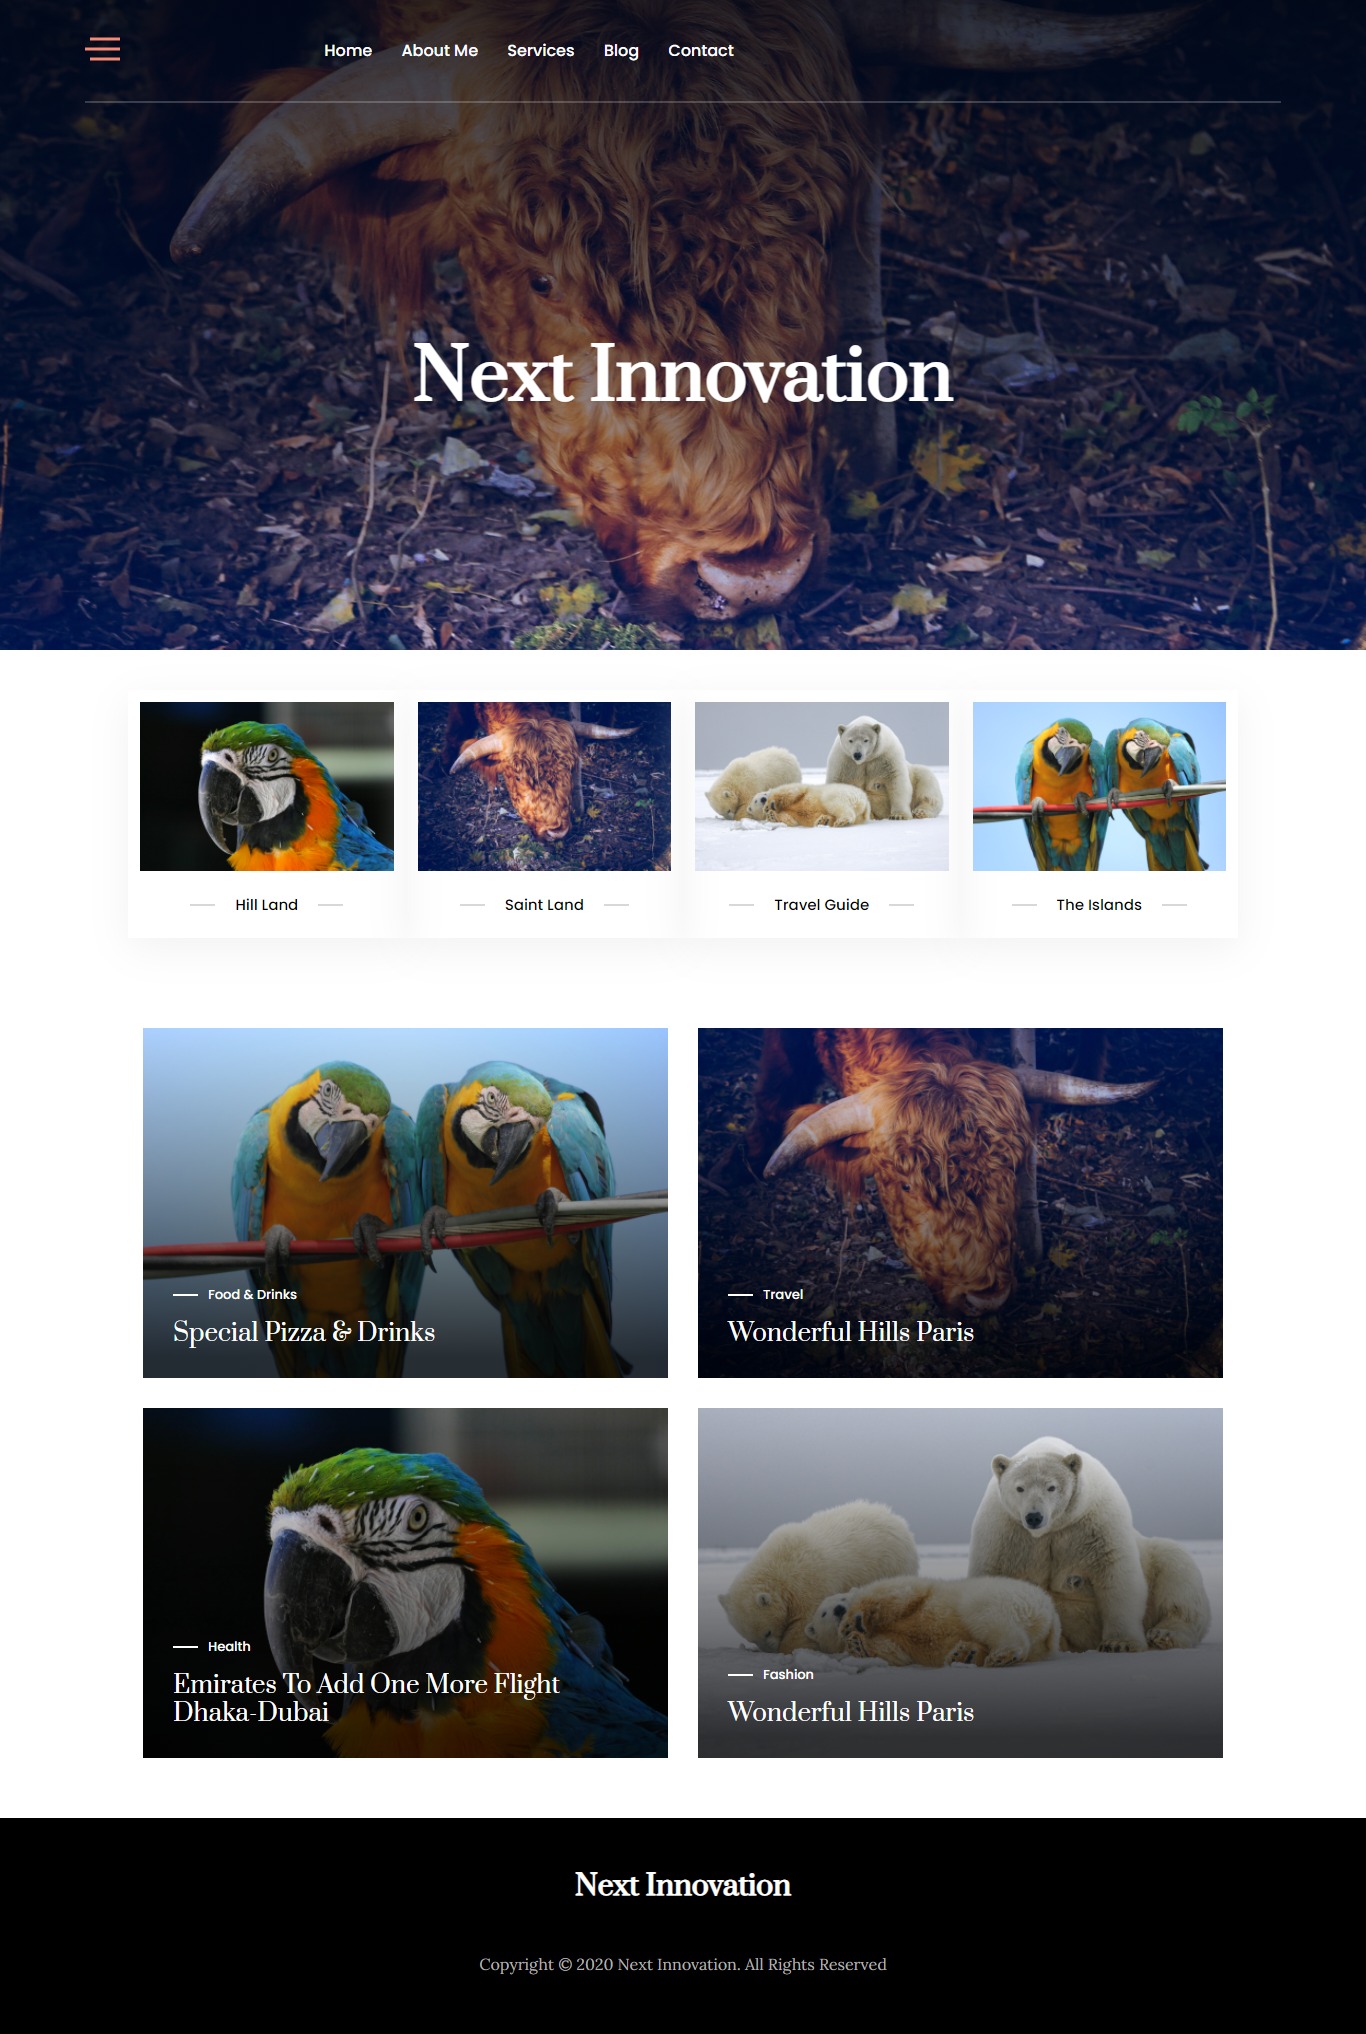 Home About Me Services Blog Contact
Next Innovation
Hill Land
Saint Land
Travel Guide
The Islands
Food & Drinks
Special Pizza & Drinks
Travel
Wonderful Hills Paris
Health
Emirates To Add One More Flight
Dhaka-Dubai
Fashion
Wonderful Hills Paris
Next Innovation
Copyright © 2020 Next Innovation. All Rights Reserved